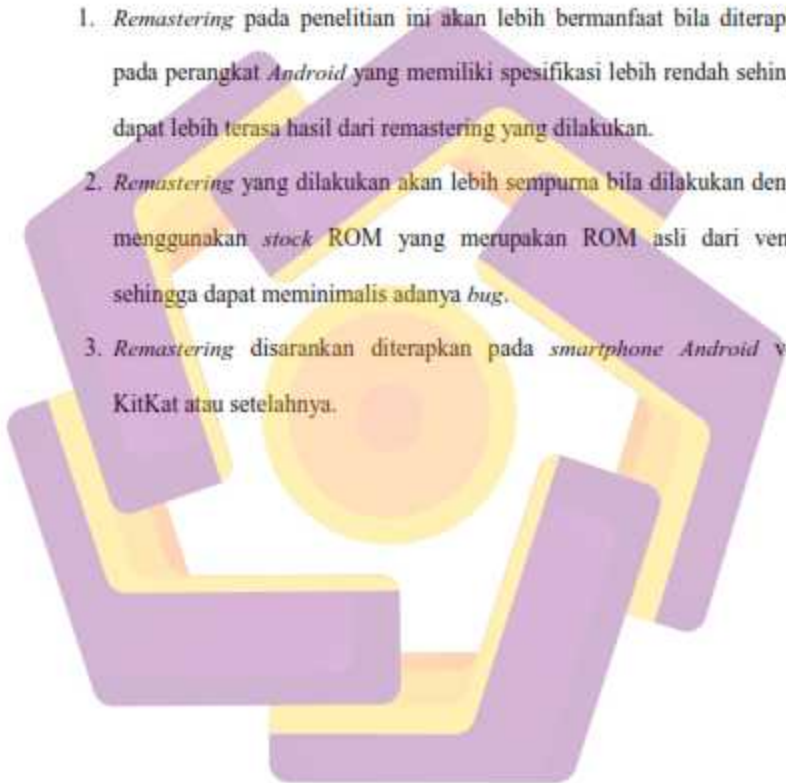 1. Remastering pada penelitian ini akan lebih bermanfaat bila diterap
pada perangkat Android yang memiliki spesifikasi lebih rendah sehin
dapat lebih terasa hasil dari remastering yang dilakukan.
2. Remastering yang dilakukan akan lebih sempurna bila dilakukan den
menggunakan stock ROM yang merupakan ROM asli dari ven
sehingga dapat meminimalis adanya bug.
3. Remastering disarankan diterapkan pada smartphone Android v
KitKat atau setelahnya.